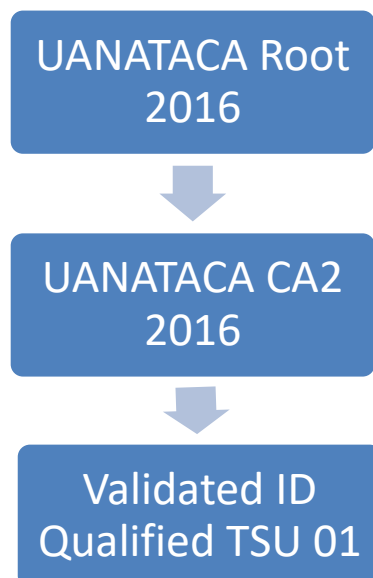 UANATACA Root
2016
UANATACA CA2
2016
Validated ID
Qualified TSU 01